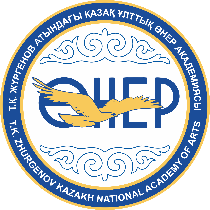 Т.Қ. ЖҮРГЕНОВ АТЫНДАҒЫ ҚАЗАҚ ҰЛТТЫҚ ӨНЕР АКАДЕМИЯСЫ
ӨНЕР
T.K. ZHURGENOV KAZAKH NATIONAL ACADEMY OF ARTS